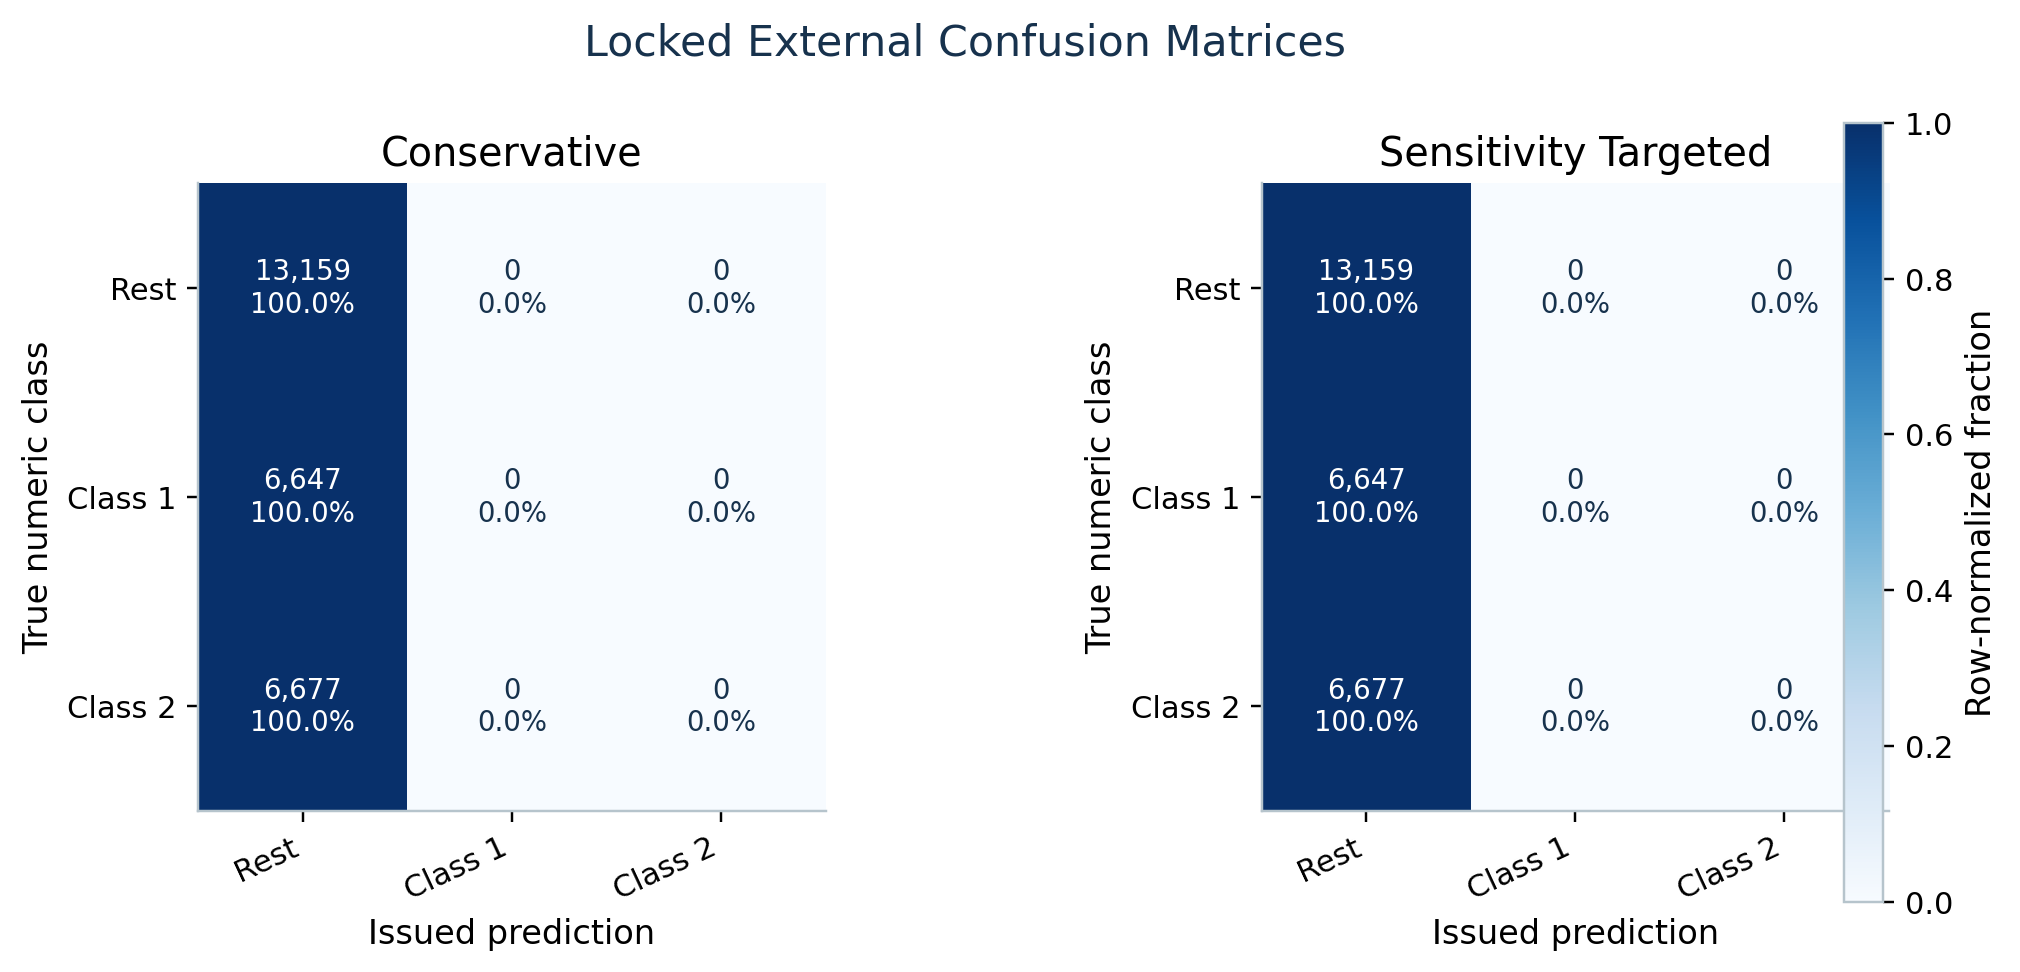 Locked External Confusion Matrices
Conservative
True numeric class
Rest
13,159
100.0%
0
0.0%
0
0.0%
Class 1
6,647
100.0%
0
0.0%
0
0.0%
Class 2
6,677
100.0%
0
0.0%
0
0.0%
Rest
Class 1
Class 2
Issued prediction
Sensitivity Targeted
True numeric class
Rest
13,159
100.0%
0
0.0%
0
0.0%
Class 1
6,647
100.0%
0
0.0%
0
0.0%
Class 2
6,677
100.0%
0
0.0%
0
0.0%
Rest
Class 1
Class 2
Issued prediction
1.0
0.8
0.6
0.4
0.2
0.0
Row-normalized fraction